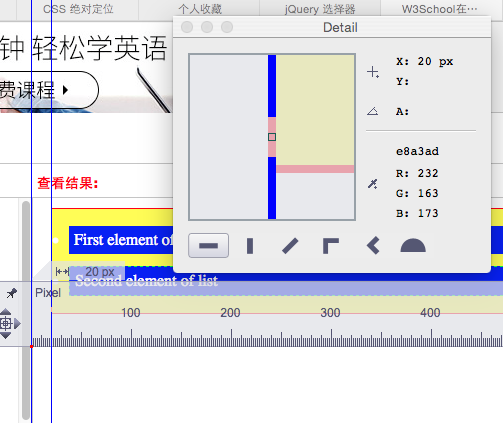 CSS 绝对定位
个人收藏
jQuery 选择器
W3School在…
Detail
钟 轻松学英语
费课程
X: 20 px
Y:
A:
e8a3ad
R: 232
G: 163
B: 173
查看结果:
First element of
20 px
Second element of list
Pixel
100
200
300
400